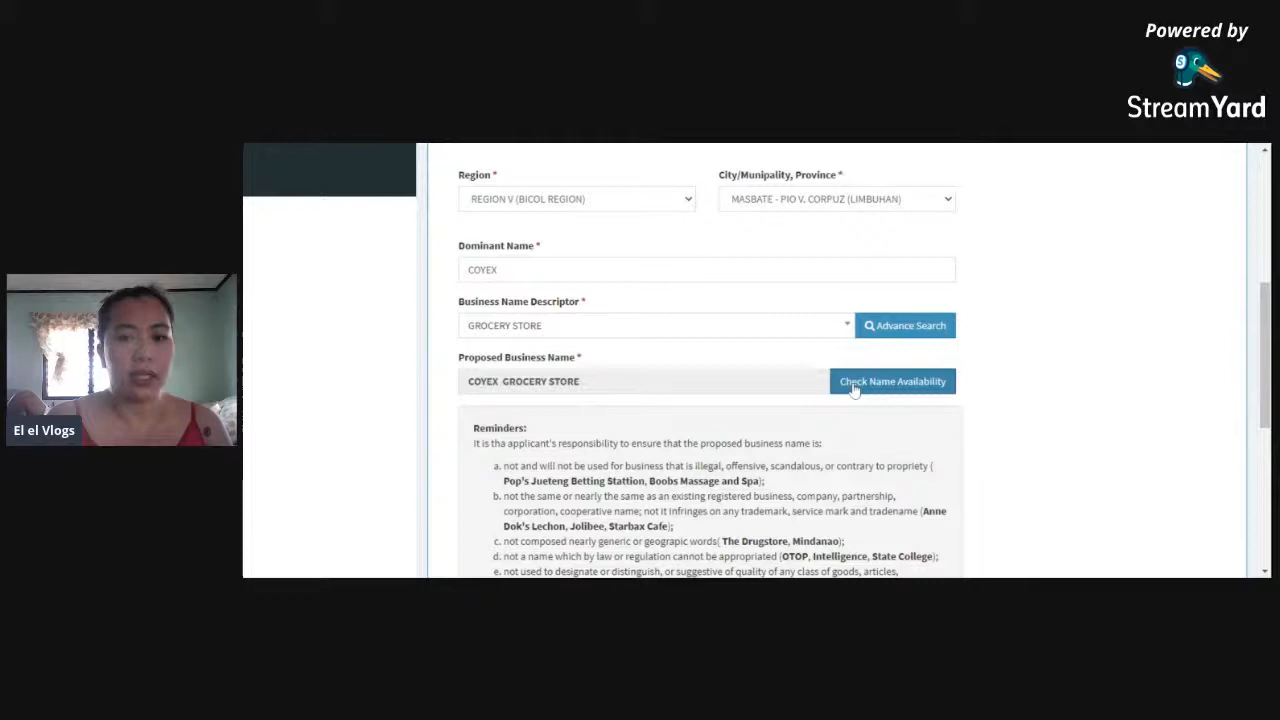 Powered by
StreamYard
Region *
City/Munipality, Province *
REGION V (BICOL REGION)
MASBATE - PIO V. CORPUZ (LIMBUHAN)
Dominant Name *
COYEX
Business Name Descriptor *
GROCERY STORE
Advance Search
Proposed Business Name *
COYEX GROCERY STORE
Check Name Availability
Reminders:
It is tha applicant's responsibility to ensure that the proposed business name is:
a. not and will not be used for business that is illegal, offensive, scandalous, or contrary to propriety (
Pop's Jueteng Betting Stattion, Boobs Massage and Spa);
b. not the same or nearly the same as an existing registered business, company, partnership,
corporation, cooperative name; not it infringes on any trademark, service mark and tradename (Anne
Dok's Lechon, Jolibee, Starbax Cafe);
c. not composed nearly generic or geograpic words( The Drugstore, Mindanao);
d. not a name which by law or regulation cannot be appropriated (OTOP, Intelligence, State College);
e. not used to designate or distinguish, or suggestive of quality of any class of goods, articles,
El el Vlogs